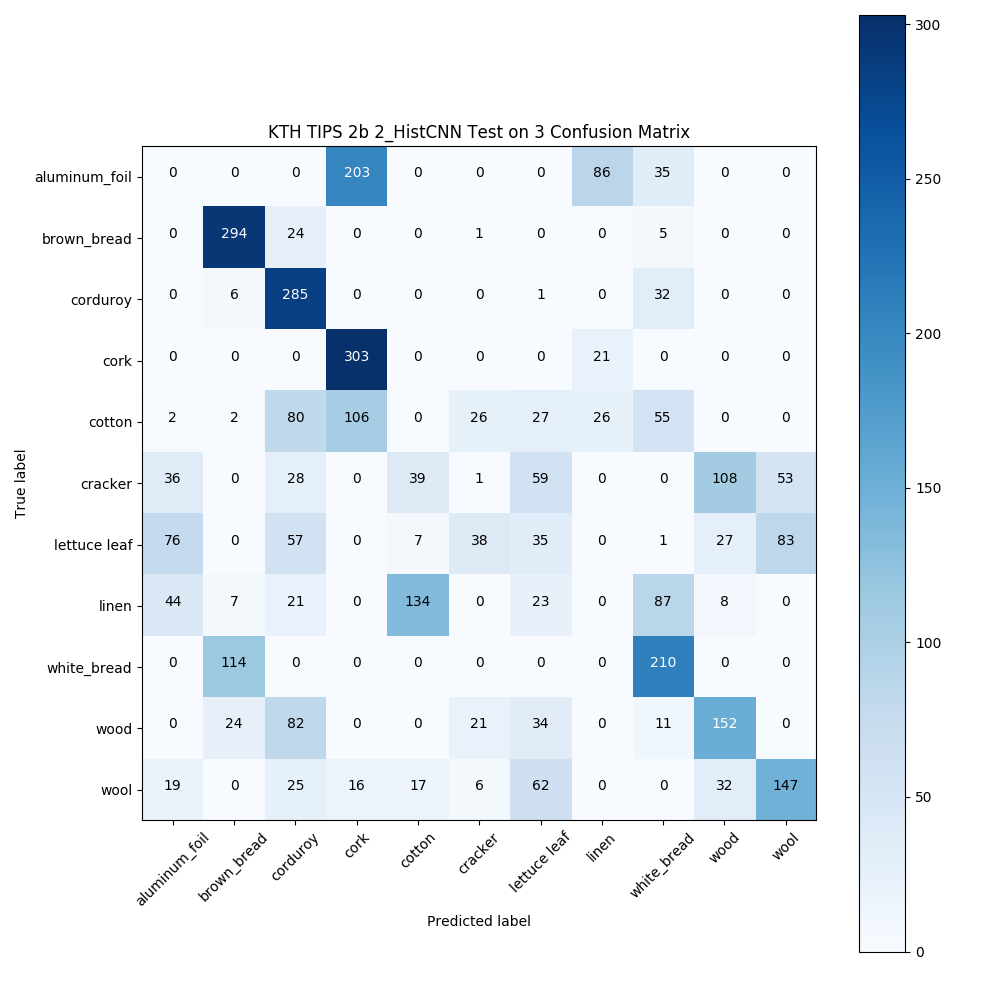 KTH TIPS 2b 2_HistCNN Test on 3 Confusion Matrix
aluminum_foil 0 0 0 203 0 0 0 86 35 0 0
brown_bread 0 294 24 0 0 1 0 0 5 0 0
corduroy 0 6 285 0 0 0 1 0 32 0 0
cork 0 0 0 303 0 0 0 21 0 0 0
cotton 2 2 80 106 0 26 27 26 55 0 0
cracker 36 0 28 0 39 1 59 0 0 108 53
lettuce leaf 76 0 57 0 7 38 35 0 1 27 83
linen 44 7 21 0 134 0 23 0 87 8 0
white_bread 0 114 0 0 0 0 0 0 210 0 0
wood 0 24 82 0 0 21 34 0 11 152 0
wool 19 0 25 16 17 6 62 0 0 32 147
True label
aluminum_foil brown_bread corduroy cork cotton cracker lettuce leaf linen white_bread wood wool
Predicted label
300
250
200
150
100
50
0